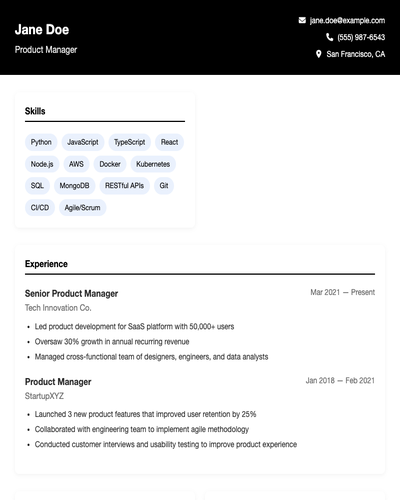 Jane Doe
Product Manager
jane.doe@example.com
(555) 987-6543
San Francisco, CA
Skills
Python JavaScript TypeScript React
Node.js AWS Docker Kubernetes
SQL MongoDB RESTful APIs Git
CI/CD Agile/Scrum
Experience
Senior Product Manager Mar 2021 — Present
Tech Innovation Co.
• Led product development for SaaS platform with 50,000+ users
• Oversaw 30% growth in annual recurring revenue
• Managed cross-functional team of designers, engineers, and data analysts
Product Manager Jan 2018 — Feb 2021
StartupXYZ
• Launched 3 new product features that improved user retention by 25%
• Collaborated with engineering team to implement agile methodology
• Conducted customer interviews and usability testing to improve product experience